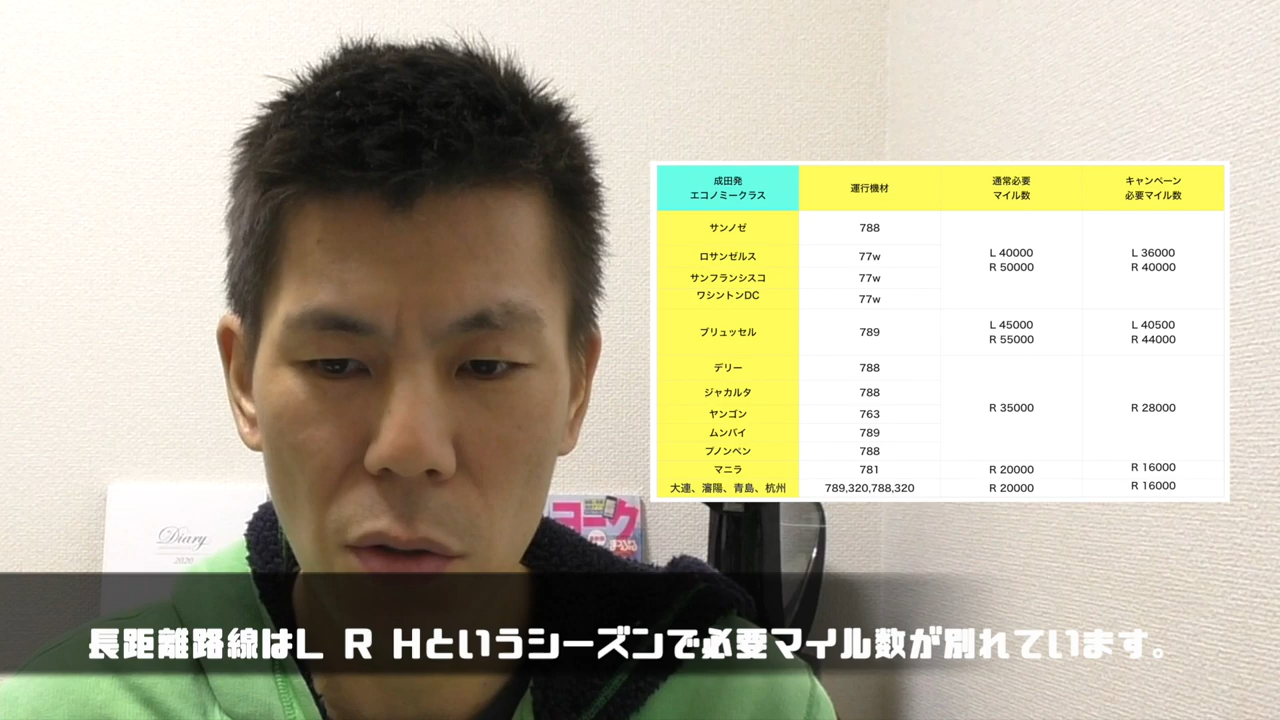 成田発
エコノミークラス
運行機材
通常必要
マイル数
キャンペーン
必要マイル数
サンノゼ
788
ロサンゼルス
77w
サンフランシスコ
77w
ワシントンDC
77w
L 40000
R 50000
L 36000
R 40000
ブリュッセル
789
L 45000
R 55000
L 40500
R 44000
デリー
788
ジャカルタ
788
ヤンゴン
763
ムンバイ
789
プノンペン
788
R 35000
R 28000
マニラ
781
R 20000
R 16000
大連、瀋陽、青島、杭州
789,320,788,320
R 20000
R 16000
Diary
2020
ヨーク
長距離路線はL R Hというシーズンで必要マイル数が別れています。